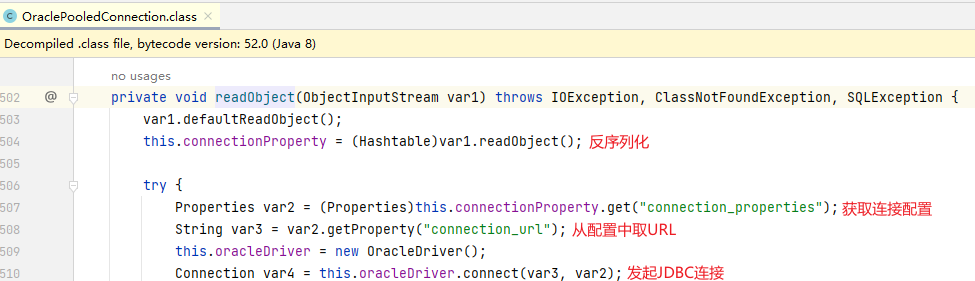 OraclePooledConnection.class
Decompiled .class file, bytecode version: 52.0 (Java 8)
no usages
502 @ private void readObject(ObjectInputStream var1) throws IOException, ClassNotFoundException, SQLException {
503 var1.defaultReadObject();
504 this.connectionProperty = (Hashtable)var1.readObject(); 反序列化
505
506 try {
507 Properties var2 = (Properties)this.connectionProperty.get("connection_properties"); 获取连接配置
508 String var3 = var2.getProperty("connection_url"); 从配置中取URL
509 this.oracleDriver = new OracleDriver();
510 Connection var4 = this.oracleDriver.connect(var3, var2); 发起JDBC连接